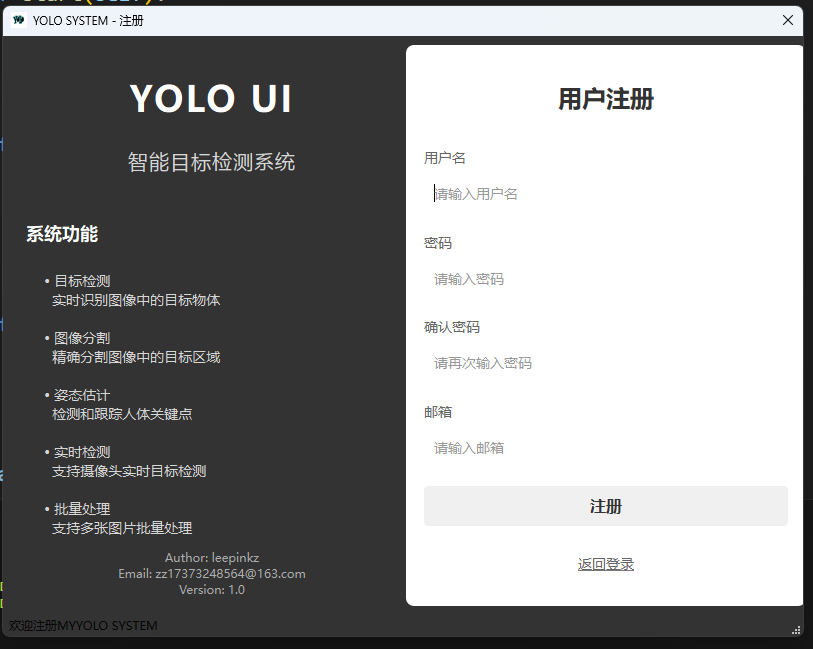 YOLO SYSTEM - 注册
YOLO UI
智能目标检测系统
系统功能
• 目标检测
实时识别图像中的目标物体
• 图像分割
精确分割图像中的目标区域
• 姿态估计
检测和跟踪人体关键点
• 实时检测
支持摄像头实时目标检测
• 批量处理
支持多张图片批量处理
Author: leepinkz
Email: zz17373248564@163.com
Version: 1.0
用户注册
用户名
请输入用户名
密码
请输入密码
确认密码
请再次输入密码
邮箱
请输入邮箱
注册
返回登录
欢迎注册MYYOLO SYSTEM